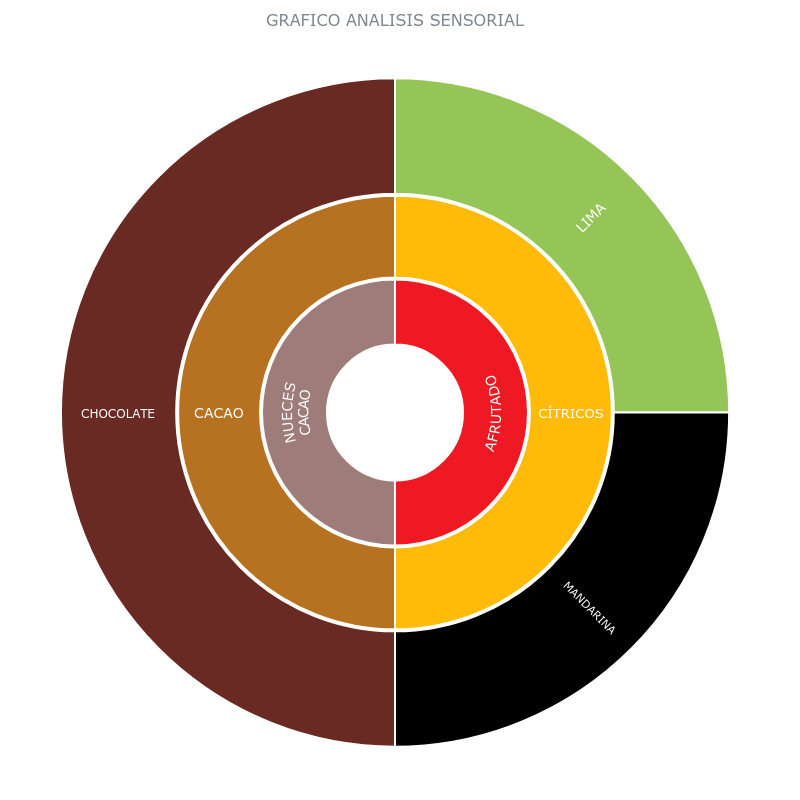 GRAFICO ANALISIS SENSORIAL
LIMA
NUECES
CACAO
AFRUTADO
CHOCOLATE
CACAO
CÍTRICOS
MANDARINA